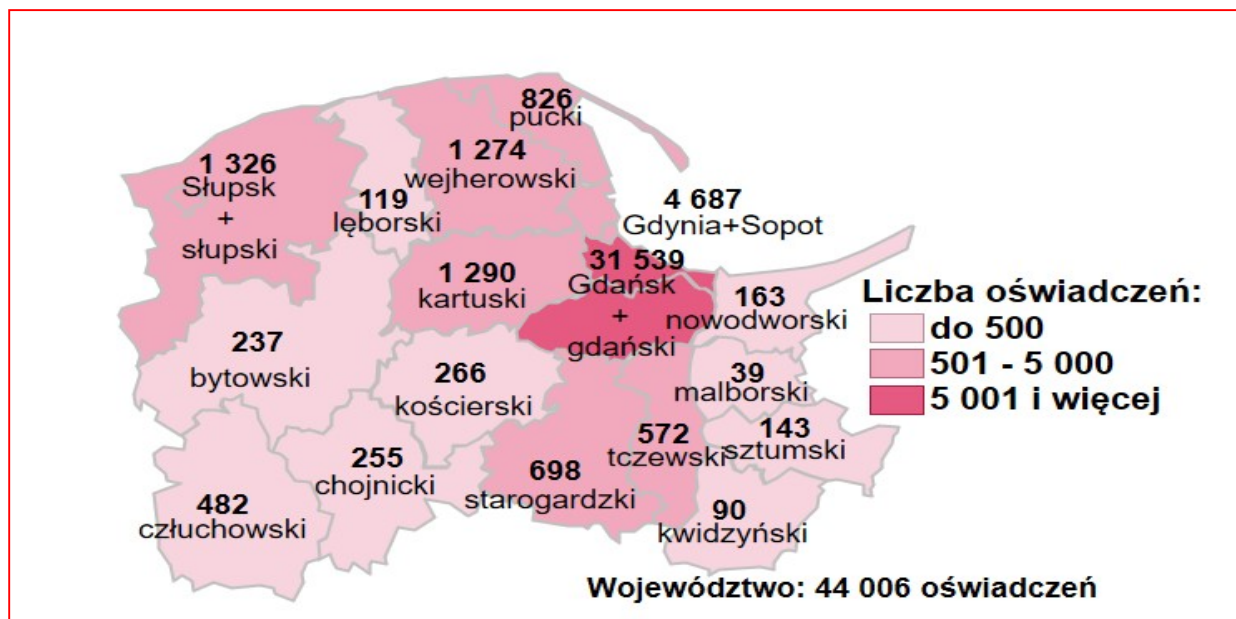 826
pucki
1 326
Słupsk
+
słupski
1 274
wejherowski
119
lęborski
4 687
Gdynia+Sopot
31 539
Gdańsk
+
gdański
1 290
kartuski
163
nowodworski
237
bytowski
266
kościerski
39
malborski
572
tczewski
143
sztumski
255
chojnicki
698
starogardzki
482
człuchowski
90
kwidzyński
Liczba oświadczeń:
do 500
501 - 5 000
5 001 i więcej
Województwo: 44 006 oświadczeń